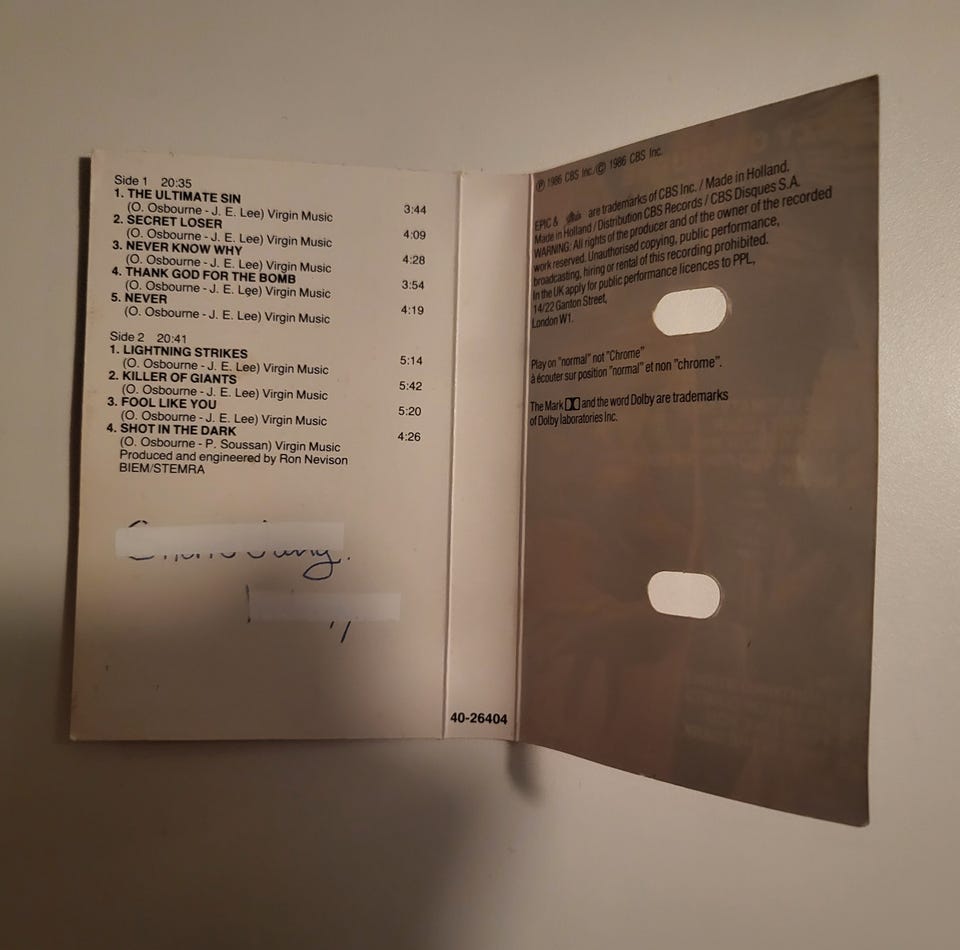 Side 1 20:35
1. THE ULTIMATE SIN
(O. Osbourne - J. E. Lee) Virgin Music 3:44
2. SECRET LOSER
(O. Osbourne - J. E. Lee) Virgin Music 4:09
3. NEVER KNOW WHY
(O. Osbourne - J. E. Lee) Virgin Music 4:28
4. THANK GOD FOR THE BOMB
(O. Osbourne - J. E. Lee) Virgin Music 3:54
5. NEVER
(O. Osbourne - J. E. Lee) Virgin Music 4:19
Side 2 20:41
1. LIGHTNING STRIKES
(O. Osbourne - J. E. Lee) Virgin Music 5:14
2. KILLER OF GIANTS
(O. Osbourne - J. E. Lee) Virgin Music 5:42
3. FOOL LIKE YOU
(O. Osbourne - J. E. Lee) Virgin Music 5:20
4. SHOT IN THE DARK
(O. Osbourne - P. Soussan) Virgin Music 4:26
Produced and engineered by Ron Nevison
BIEM/STEMRA
40-26404
℗ 1986 CBS Inc./© 1986 CBS Inc.
EPIC & are trademarks of CBS Inc. / Made in Holland.
Made in Holland / Distribution CBS Records / CBS Disques S.A.
WARNING: All rights of the producer and of the owner of the recorded
work reserved. Unauthorised copying, public performance,
broadcasting, hiring or rental of this recording prohibited.
In the UK apply for public performance licences to PPL,
14/22 Ganton Street,
London W1.
Play on "normal" not "Chrome"
à écouter sur position "normal" et non "chrome".
The Mark and the word Dolby are trademarks
of Dolby laboratories Inc.